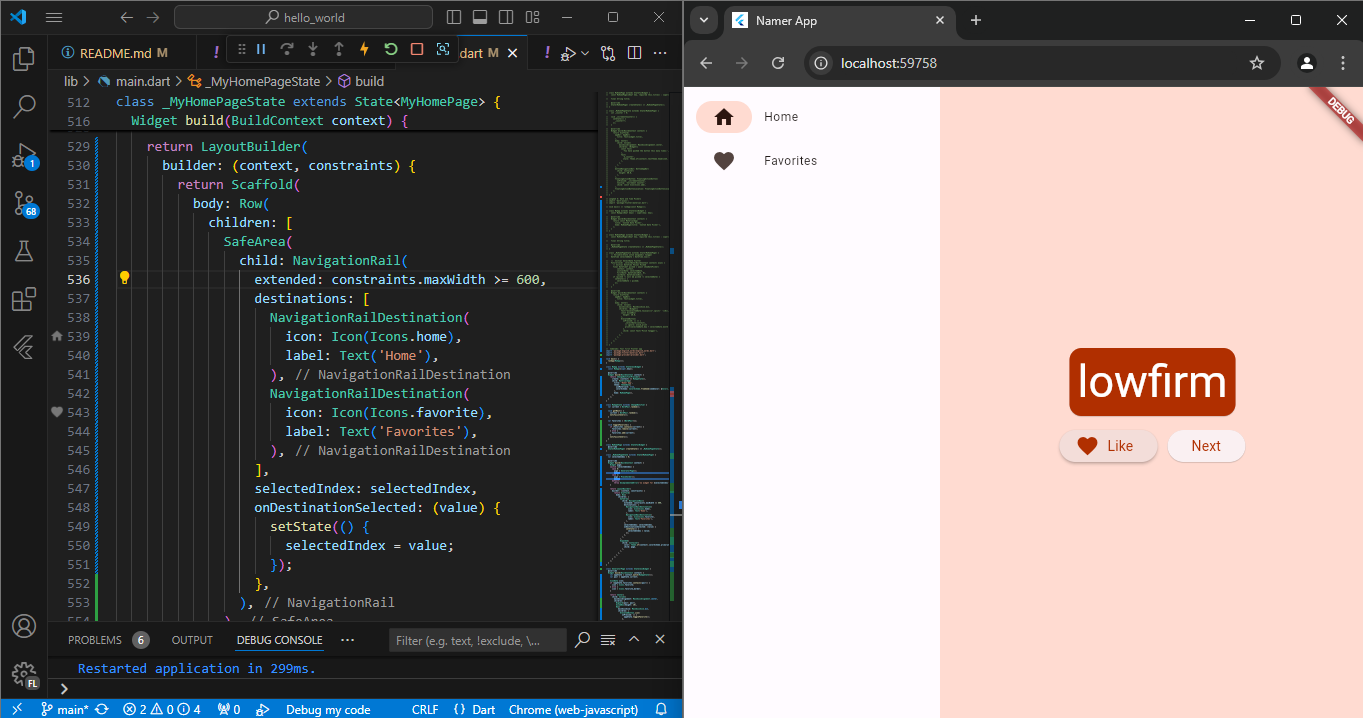 hello_world
README.md M
dart M
lib > main.dart > _MyHomePageState > build
512 class _MyHomePageState extends State<MyHomePage> {
516 Widget build(BuildContext context) {
529 return LayoutBuilder(
530 builder: (context, constraints) {
531 return Scaffold(
532 body: Row(
533 children: [
534 SafeArea(
535 child: NavigationRail(
536 extended: constraints.maxWidth >= 600,
537 destinations: [
538 NavigationRailDestination(
539 icon: Icon(Icons.home),
540 label: Text('Home'),
541 ), // NavigationRailDestination
542 NavigationRailDestination(
543 icon: Icon(Icons.favorite),
544 label: Text('Favorites'),
545 ), // NavigationRailDestination
546 ],
547 selectedIndex: selectedIndex,
548 onDestinationSelected: (value) {
549 setState(() {
550 selectedIndex = value;
551 });
552 },
553 ), // NavigationRail
554 ), // SafeArea
1
68
FL
PROBLEMS 6 OUTPUT DEBUG CONSOLE ...
Filter (e.g. text, !exclude, \...
Restarted application in 299ms.
main* 2 0 4 0 Debug my code CRLF {} Dart Chrome (web-javascript)
Namer App
localhost:59758
DEBUG
Home
Favorites
lowfirm
Like
Next